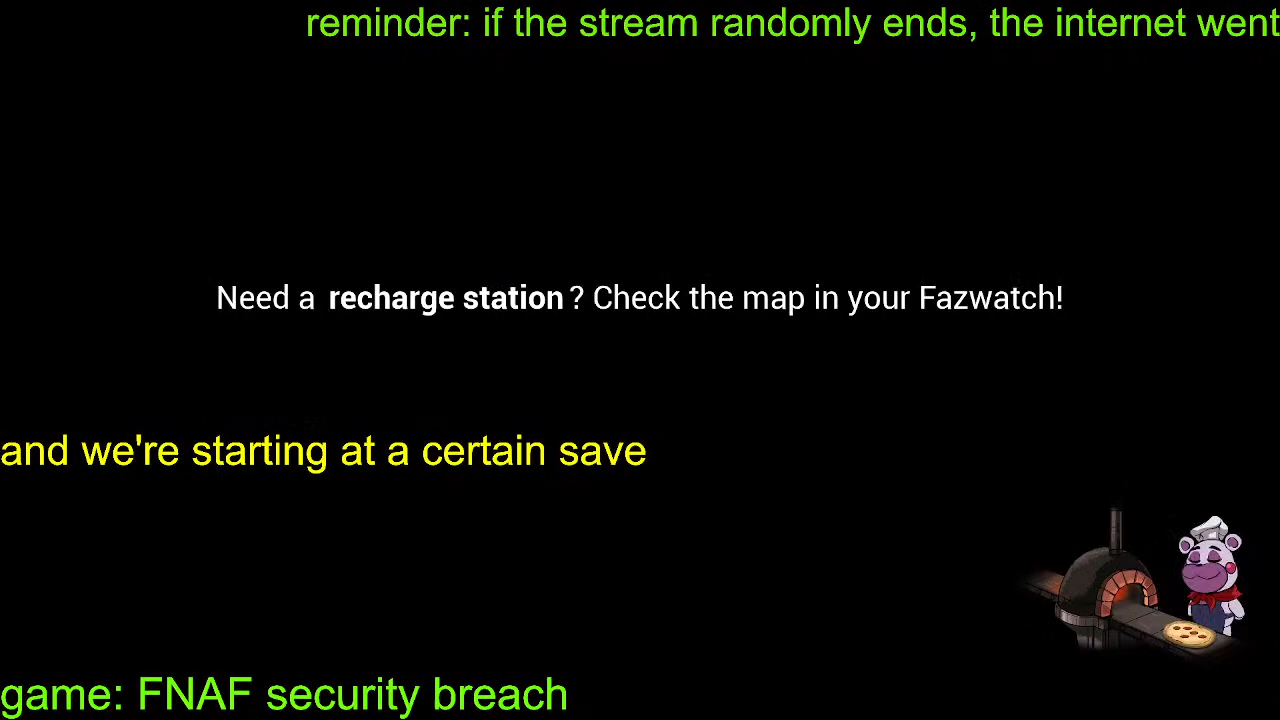 reminder: if the stream randomly ends, the internet went
Need a recharge station? Check the map in your Fazwatch!
and we're starting at a certain save
game: FNAF security breach